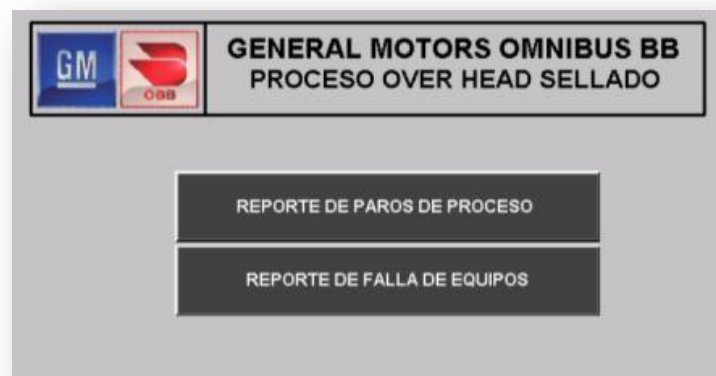 GM
OBB
GENERAL MOTORS OMNIBUS BB
PROCESO OVER HEAD SELLADO
REPORTE DE PAROS DE PROCESO
REPORTE DE FALLA DE EQUIPOS